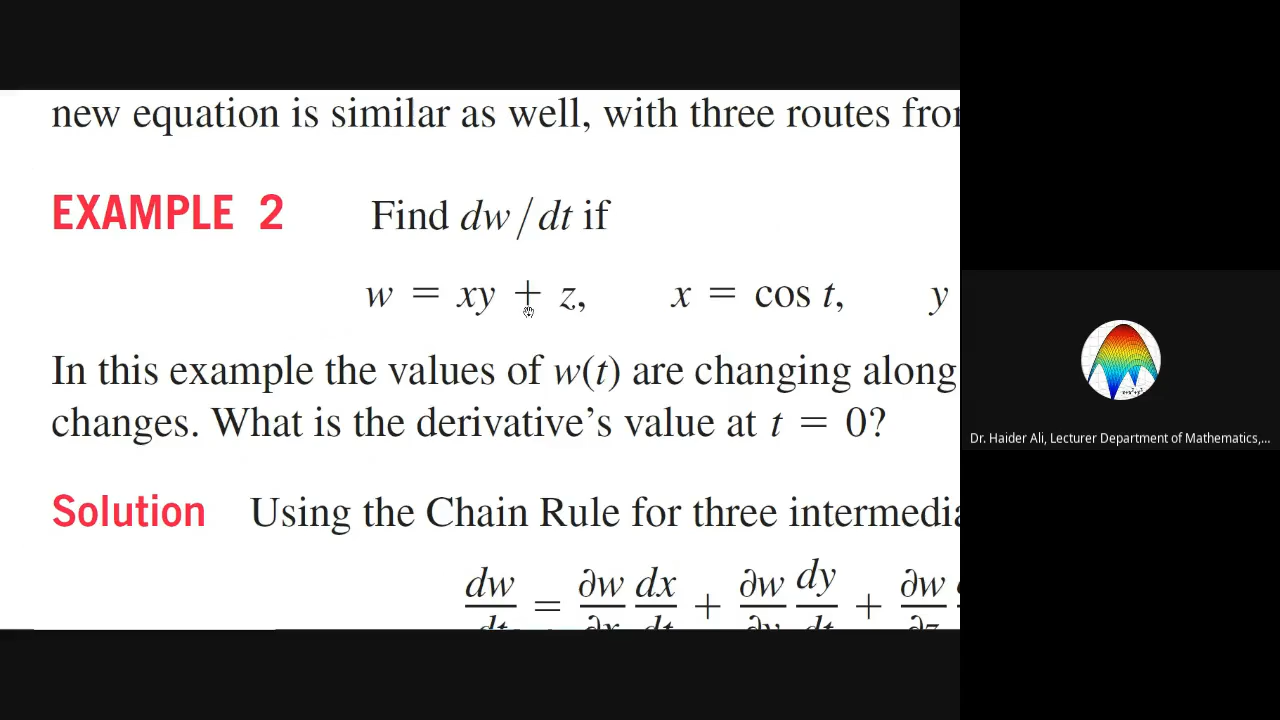 new equation is similar as well, with three routes from
EXAMPLE 2 Find dw/dt if
w = xy + z, x = cos t, y
In this example the values of w(t) are changing along
changes. What is the derivative's value at t = 0?
Solution Using the Chain Rule for three
dw/dt = ∂w/∂x dx/dt + ∂w/∂y dy/dt + ∂w/∂z
Dr. Haider Ali, Lecturer Department of Mathematics,...